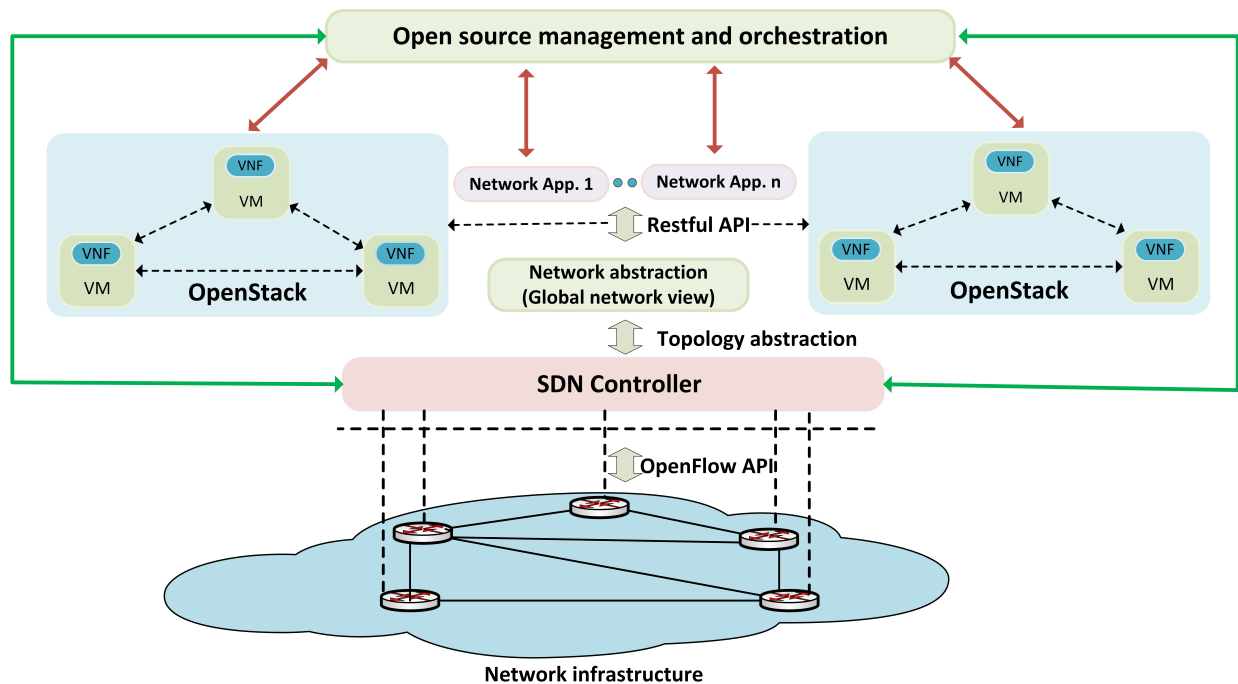 Open source management and orchestration
VNF
VM
VNF
VM
VNF
VM
OpenStack
Network App. 1
Network App. n
Restful API
Network abstraction
(Global network view)
Topology abstraction
VNF
VM
VNF
VM
VNF
VM
OpenStack
SDN Controller
OpenFlow API
Network infrastructure